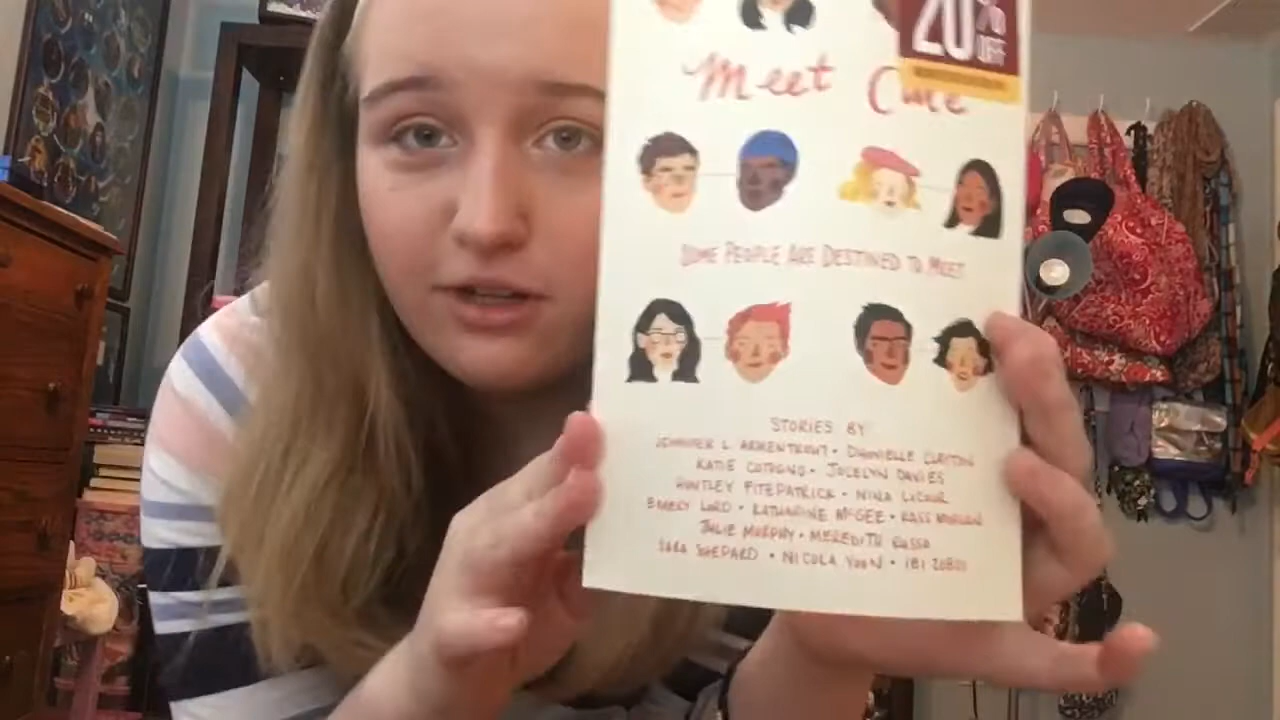 20% OFF
Meet Cute
SOME PEOPLE ARE DESTINED TO MEET
STORIES BY
JENNIFER L. ARMENTROUT • DHONIELLE CLAYTON
KATIE COTUGNO • JOCELYN DAVIES
HUNTLEY FITZPATRICK • NINA LACOUR
EMERY LORD • KATHARINE McGEE • KASS MORGAN
JULIE MURPHY • MEREDITH RUSSO
SARA SHEPARD • NICOLA YOON • IBI ZOBOI